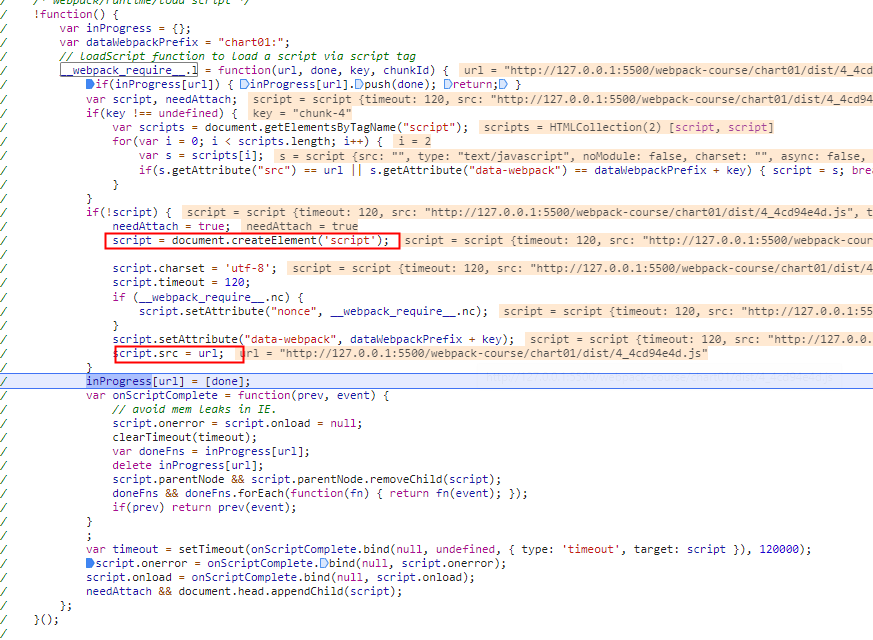 /* webpack/runtime/load script */
/ !function() {
/ var inProgress = {};
/ var dataWebpackPrefix = "chart01:";
/ // loadScript function to load a script via script tag
/ __webpack_require__.l = function(url, done, key, chunkId) { url = "http://127.0.0.1:5500/webpack-course/chart01/dist/4_4cd
/ if(inProgress[url]) { inProgress[url].push(done); return; }
/ var script, needAttach; script = script {timeout: 120, src: "http://127.0.0.1:5500/webpack-course/chart01/dist/4_4cd94
/ if(key !== undefined) { key = "chunk-4"
/ var scripts = document.getElementsByTagName("script"); scripts = HTMLCollection(2) [script, script]
/ for(var i = 0; i < scripts.length; i++) { i = 2
/ var s = scripts[i]; s = script {src: "", type: "text/javascript", noModule: false, charset: "", async: false,
/ if(s.getAttribute("src") == url || s.getAttribute("data-webpack") == dataWebpackPrefix + key) { script = s; brea
/ }
/ }
/ if(!script) { script = script {timeout: 120, src: "http://127.0.0.1:5500/webpack-course/chart01/dist/4_4cd94e4d.js", t
/ needAttach = true; needAttach = true
/ script = document.createElement('script'); script = script {timeout: 120, src: "http://127.0.0.1:5500/webpack-cour
/
/ script.charset = 'utf-8'; script = script {timeout: 120, src: "http://127.0.0.1:5500/webpack-course/chart01/dist/4
/ script.timeout = 120;
/ if (__webpack_require__.nc) {
/ script.setAttribute("nonce", __webpack_require__.nc); script = script {timeout: 120, src: "http://127.0.0.1:55
/ }
/ script.setAttribute("data-webpack", dataWebpackPrefix + key); script = script {timeout: 120, src: "http://127.0.0.
/ script.src = url; url = "http://127.0.0.1:5500/webpack-course/chart01/dist/4_4cd94e4d.js"
/ }
/ inProgress[url] = [done];
/ var onScriptComplete = function(prev, event) {
/ // avoid mem leaks in IE.
/ script.onerror = script.onload = null;
/ clearTimeout(timeout);
/ var doneFns = inProgress[url];
/ delete inProgress[url];
/ script.parentNode && script.parentNode.removeChild(script);
/ doneFns && doneFns.forEach(function(fn) { return fn(event); });
/ if(prev) return prev(event);
/ }
/ ;
/ var timeout = setTimeout(onScriptComplete.bind(null, undefined, { type: 'timeout', target: script }), 120000);
/ script.onerror = onScriptComplete.bind(null, script.onerror);
/ script.onload = onScriptComplete.bind(null, script.onload);
/ needAttach && document.head.appendChild(script);
/ };
/ }();
/